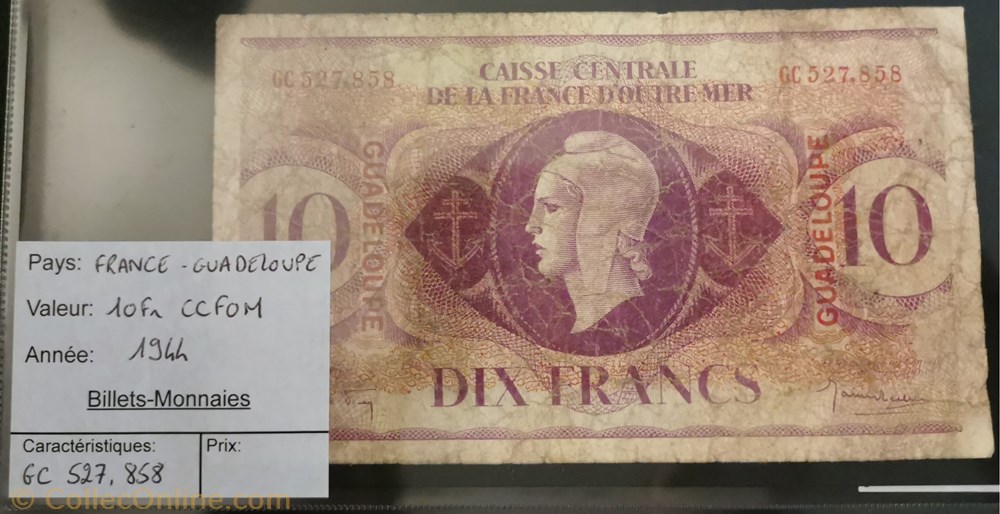 GC 527.858
GC 527.858
CAISSE CENTRALE
DE LA FRANCE D'OUTRE MER
GUADELOUPE
GUADELOUPE
10
10
DIX FRANCS
Pays: FRANCE - GUADELOUPE
Valeur: 10Fr CCFOM
Année: 1944
Billets-Monnaies
Caractéristiques:
GC 527.858
Prix:
© CollecOnline.com